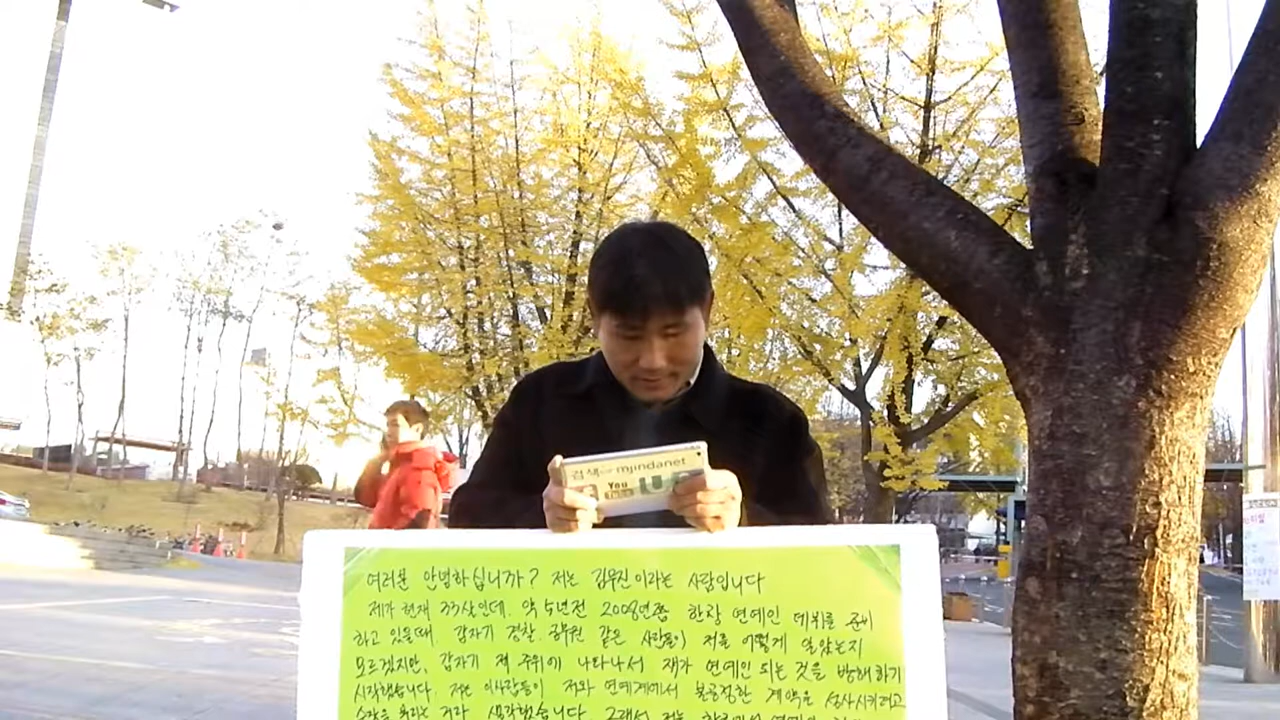 검색 mjindanet
You
Tube
여러분 안녕하십니까? 저는 김우진이라는 사람입니다
제가 현재 33살인데. 약 5년전 2008년쯤 한창 연예인 데뷔를 준비
하고 있을때. 갑자기 경찰. 공무원 같은 사람들이 저를 어떻게 알았는지
모르겠지만, 갑자기 제 주위에 나타나서 제가 연예인 되는 것을 방해하기
시작했습니다. 저는 이사람들이 저와 연예계에서 불공정한 계약을 성사시키려고
생각했습니다. 그래서 저는